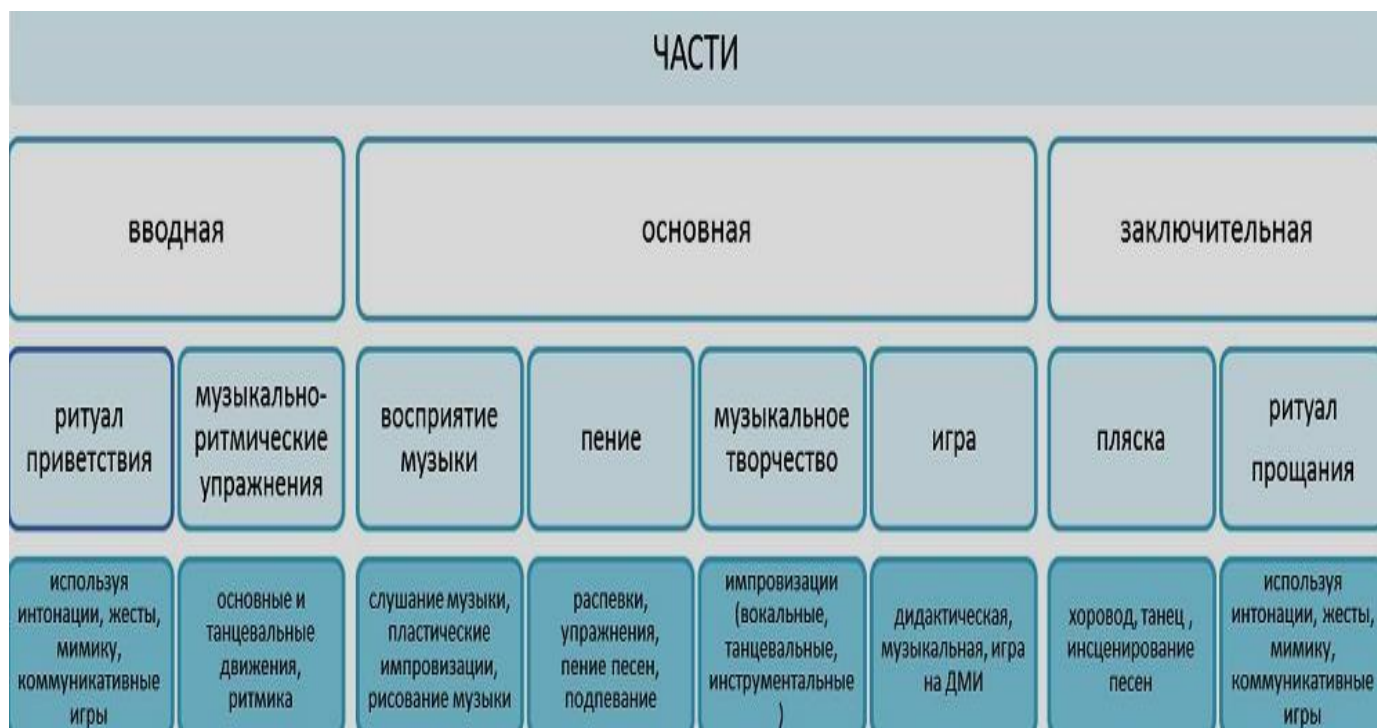 ЧАСТИ
вводная
основная
заключительная
ритуал
приветствия
музыкально-
ритмические
упражнения
восприятие
музыки
пение
музыкальное
творчество
игра
пляска
ритуал
прощания
используя
интонации, жесты,
мимику,
коммуникативные
игры
основные и
танцевальные
движения,
ритмика
слушание музыки,
пластические
импровизации,
рисование музыки
распевки,
упражнения,
пение песен,
подпевание
импровизации
(вокальные,
танцевальные,
инструментальные
)
дидактическая,
музыкальная, игра
на ДМИ
хоровод, танец ,
инсценирование
песен
используя
интонации, жесты,
мимику,
коммуникативные
игры